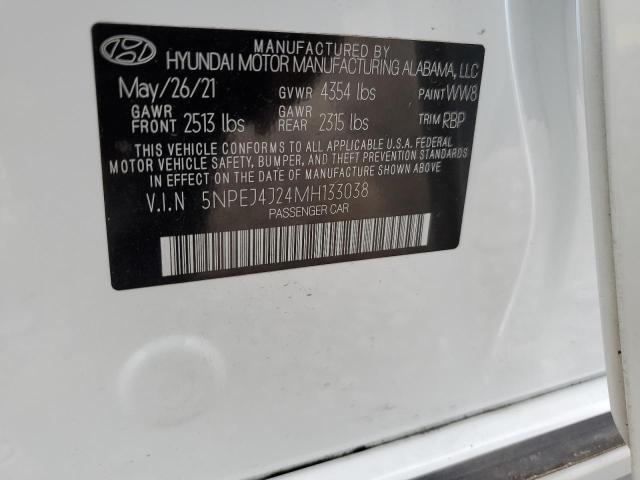 MANUFACTURED BY
HYUNDAI MOTOR MANUFACTURING ALABAMA, LLC
May/26/21 GVWR 4354 lbs PAINT WW8
GAWR FRONT 2513 lbs GAWR REAR 2315 lbs TRIM RBP
THIS VEHICLE CONFORMS TO ALL APPLICABLE U.S.A. FEDERAL
MOTOR VEHICLE SAFETY, BUMPER, AND THEFT PREVENTION STANDARDS
IN EFFECT ON THE DATE OF MANUFACTURE SHOWN ABOVE.
V.I.N 5NPEJ4J24MH133038
PASSENGER CAR